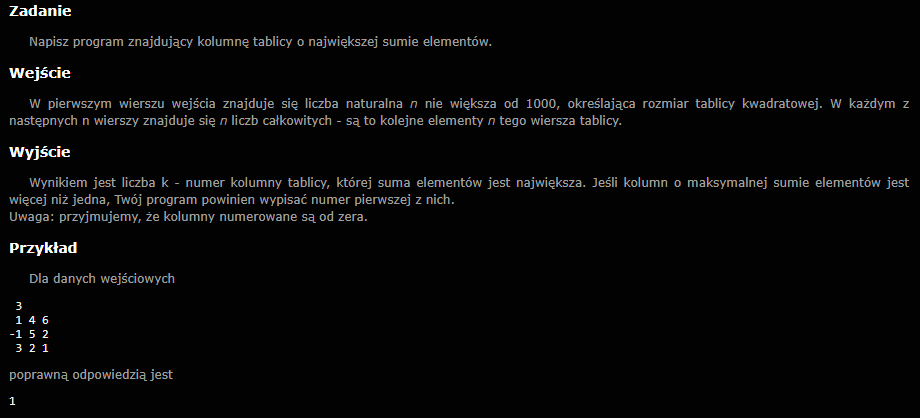 Zadanie
Napisz program znajdujący kolumnę tablicy o największej sumie elementów.
Wejście
W pierwszym wierszu wejścia znajduje się liczba naturalna n nie większa od 1000, określająca rozmiar tablicy kwadratowej. W każdym z
następnych n wierszy znajduje się n liczb całkowitych - są to kolejne elementy n tego wiersza tablicy.
Wyjście
Wynikiem jest liczba k - numer kolumny tablicy, której suma elementów jest największa. Jeśli kolumn o maksymalnej sumie elementów jest
więcej niż jedna, Twój program powinien wypisać numer pierwszej z nich.
Uwaga: przyjmujemy, że kolumny numerowane są od zera.
Przykład
Dla danych wejściowych
3
1 4 6
-1 5 2
3 2 1
poprawną odpowiedzią jest
1